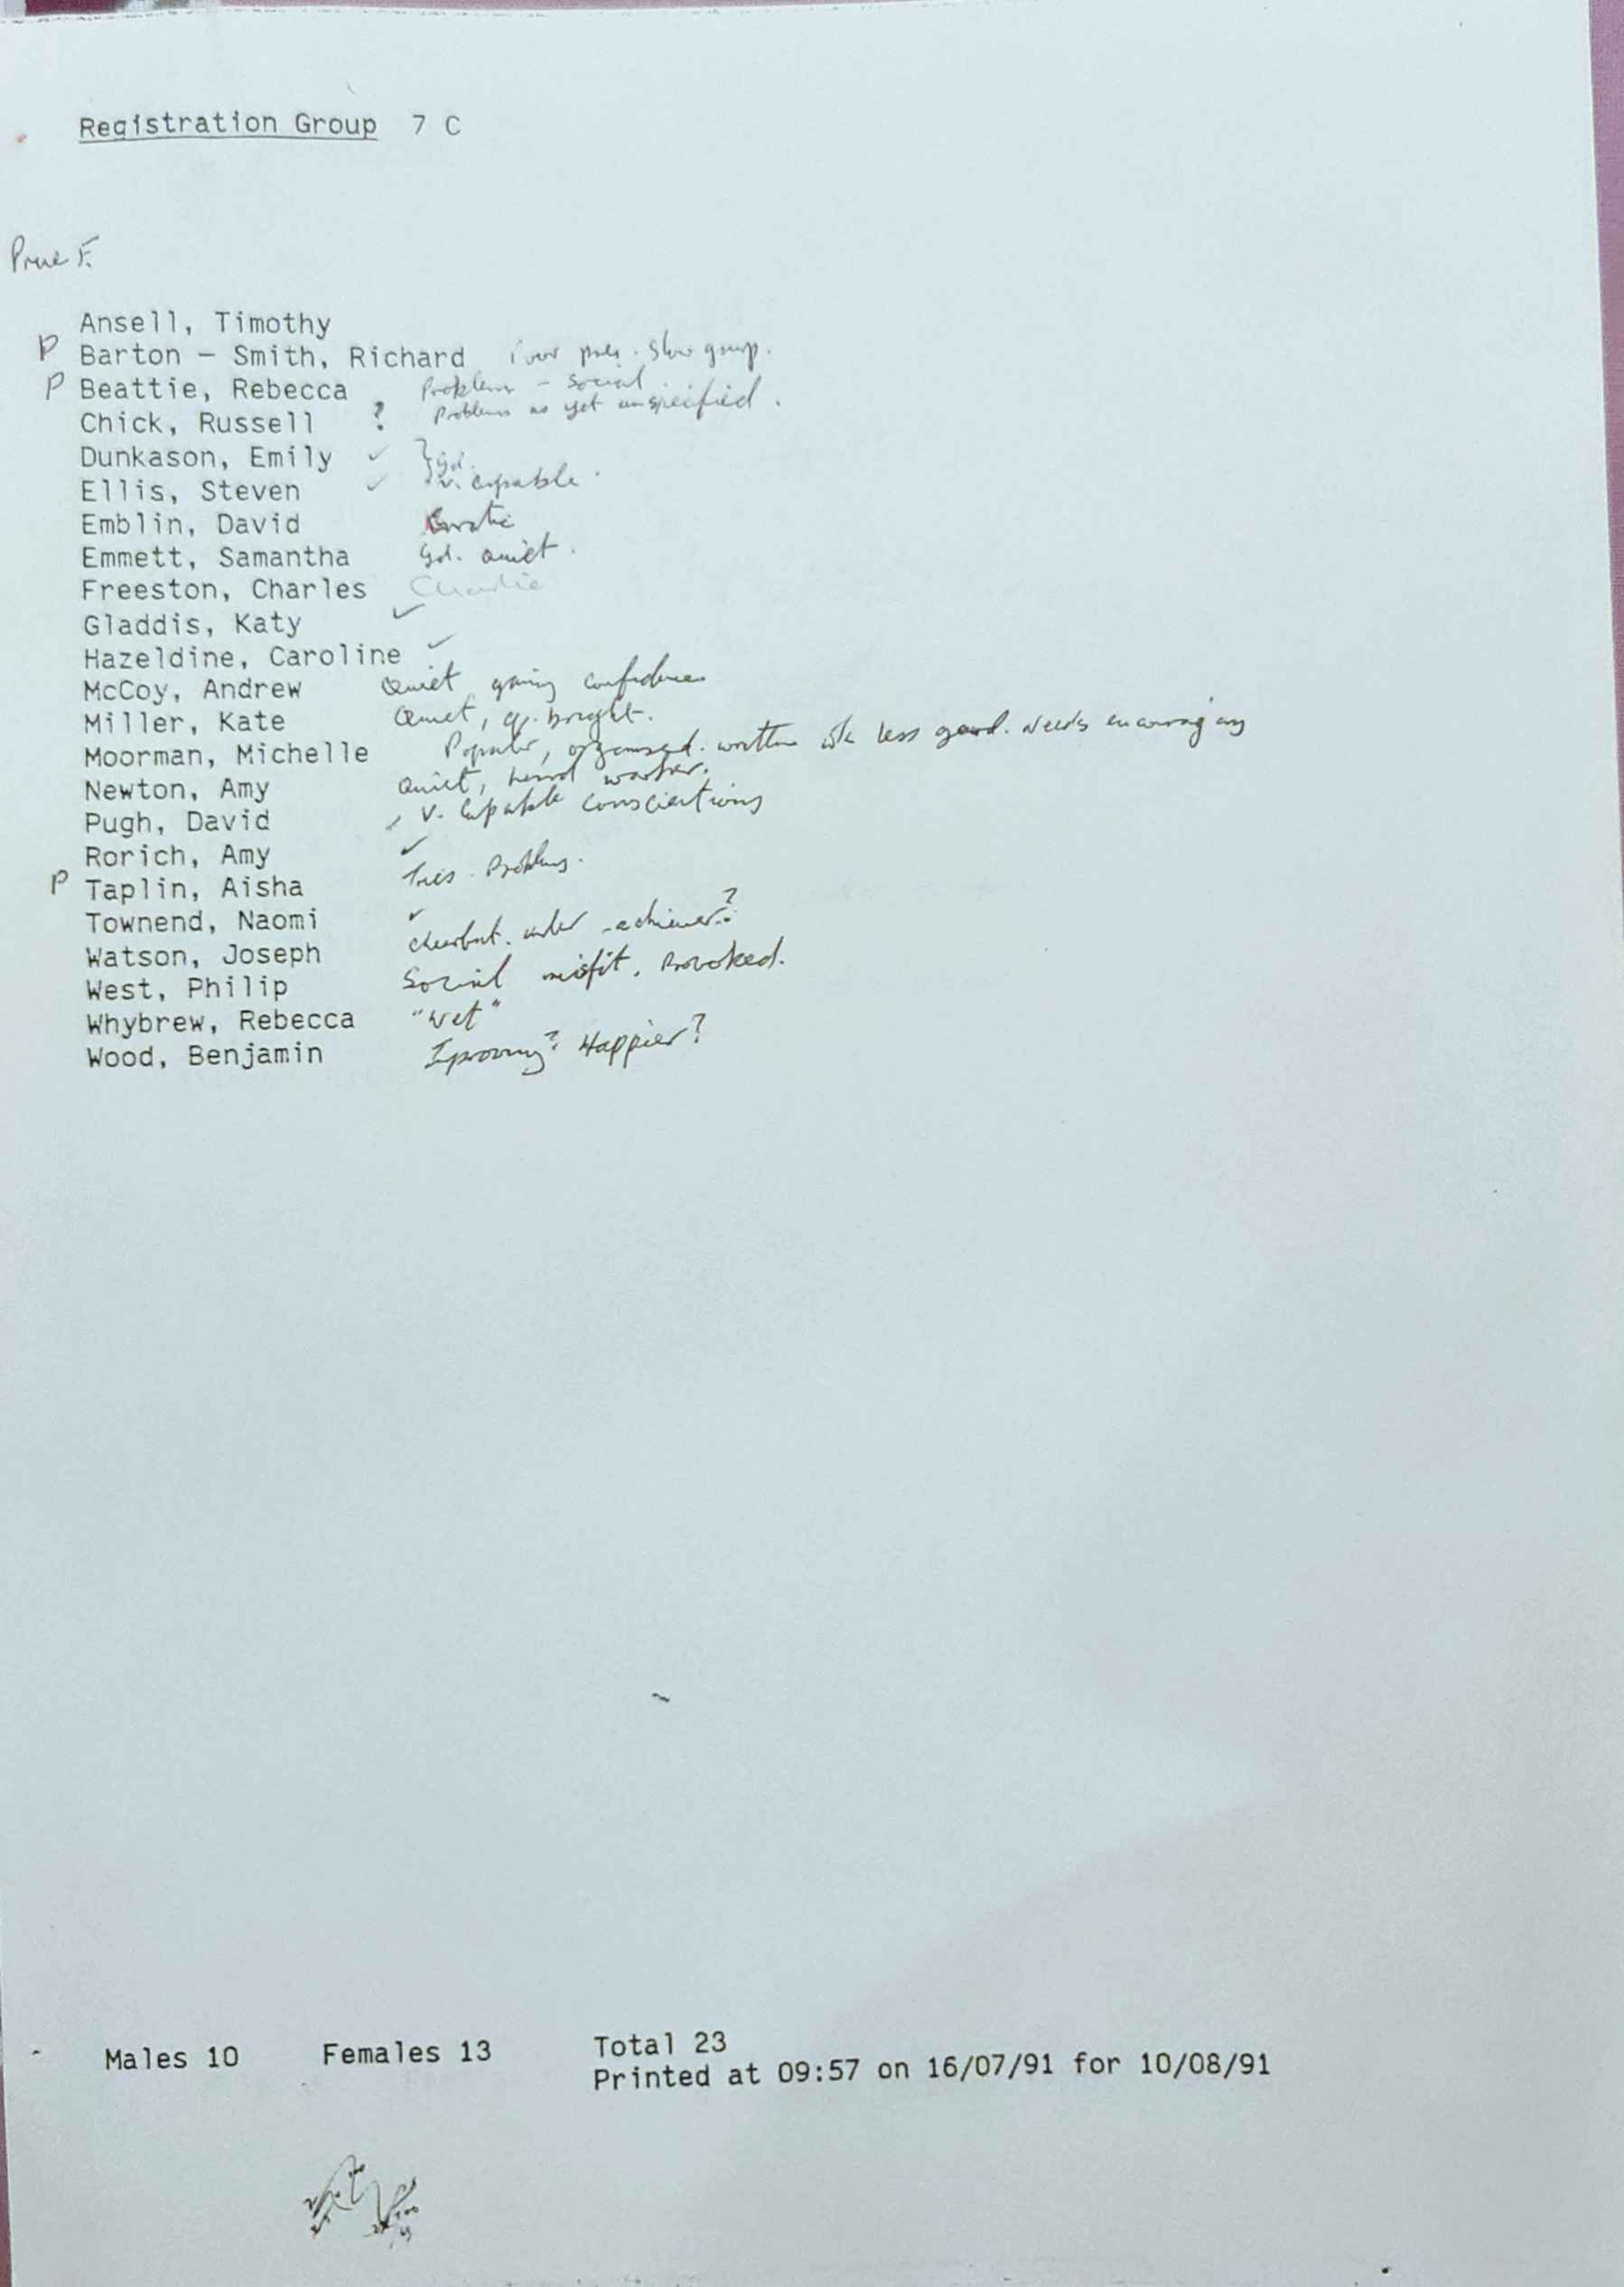 Registration Group 7 C
Prue F.
Ansell, Timothy
P Barton - Smith, Richard Poor pres. Slow group.
P Beattie, Rebecca Problem - social
Chick, Russell ? Problems as yet unspecified.
Dunkason, Emily ✓ } gd.
Ellis, Steven ✓ v. capable.
Emblin, David Erratic
Emmett, Samantha Gd. quiet.
Freeston, Charles Charlie
Gladdis, Katy ✓
Hazeldine, Caroline ✓
McCoy, Andrew Quiet, gaining confidence
Miller, Kate Quiet, bright.
Moorman, Michelle Popular, organised. written wk less good. Needs encouraging
Newton, Amy Quiet, hard worker.
Pugh, David v. capable conscientious
Rorich, Amy ✓
P Taplin, Aisha Tries. Problems.
Townend, Naomi ✓
Watson, Joseph under-achiever?
West, Philip Social misfit. Provoked.
Whybrew, Rebecca "Wet"
Wood, Benjamin Improving? Happier?
Males 10 Females 13 Total 23
Printed at 09:57 on 16/07/91 for 10/08/91